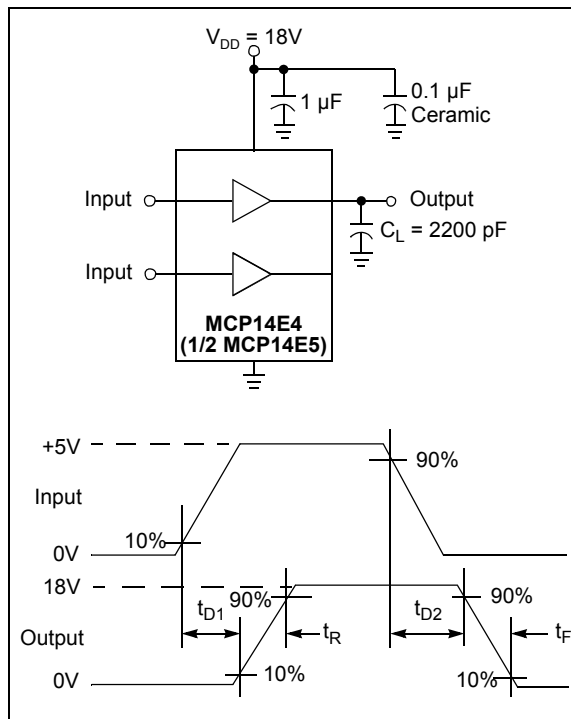 V_DD = 18V
1 µF
0.1 µF
Ceramic
Input
Output
C_L = 2200 pF
Input
MCP14E4
(1/2 MCP14E5)
+5V
90%
Input
10%
0V
18V
90%
t_D1
t_R
t_D2
90%
t_F
Output
10%
10%
0V